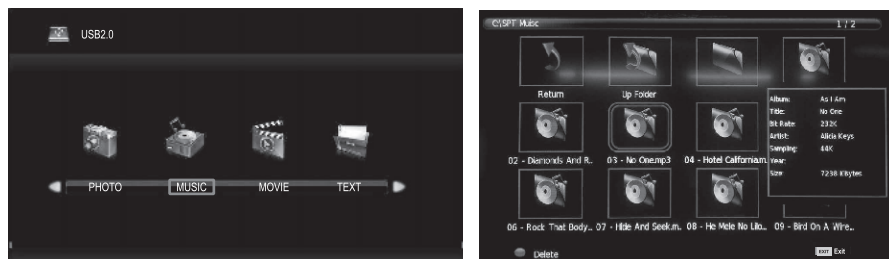 USB2.0
PHOTO MUSIC MOVIE TEXT
C:\SPT Music 1 / 2
Return Up Folder
Album: As I Am
Title: No One
Bit Rate: 232K
Artist: Alicia Keys
Sampling: 44K
Year:
Size: 7238 KBytes
02 - Diamonds And R.. 03 - No One.mp3 04 - Hotel California.m
06 - Rock That Body.. 07 - Hide And Seek.m.. 08 - He Mele No Lilo.. 09 - Bird On A Wire...
Delete EXIT Exit